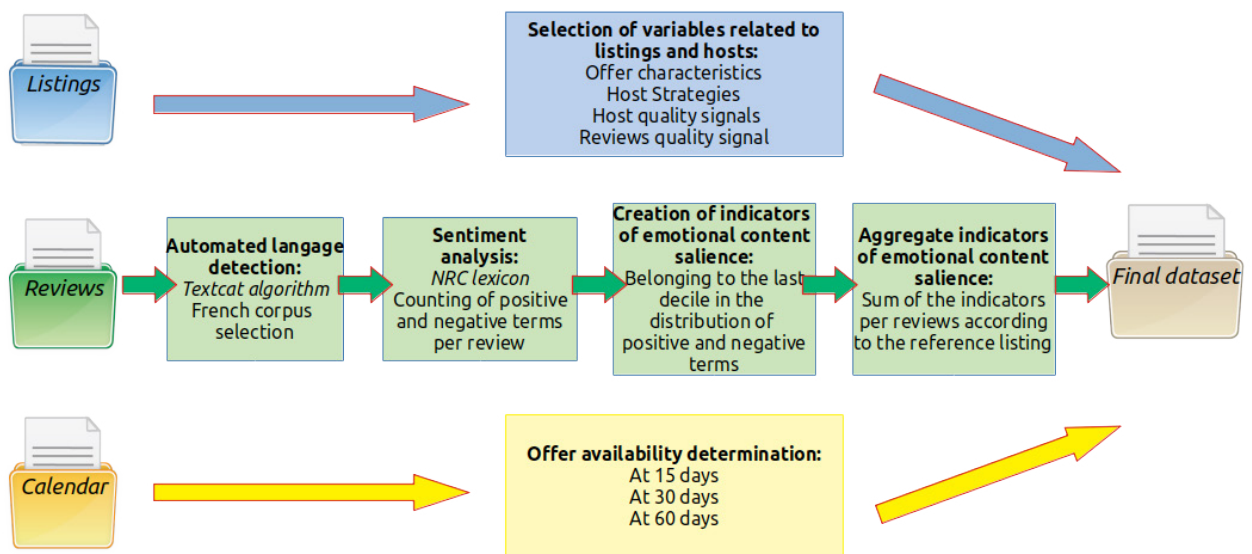 Listings
Selection of variables related to
listings and hosts:
Offer characteristics
Host Strategies
Host quality signals
Reviews quality signal
Reviews
Automated langage
detection:
Textcat algorithm
French corpus
selection
Sentiment
analysis:
NRC lexicon
Counting of positive
and negative terms
per review
Creation of indicators
of emotional content
salience:
Belonging to the last
decile in the
distribution of
positive and negative
terms
Aggregate indicators
of emotional content
salience:
Sum of the indicators
per reviews according
to the reference listing
Final dataset
Calendar
Offer availability determination:
At 15 days
At 30 days
At 60 days